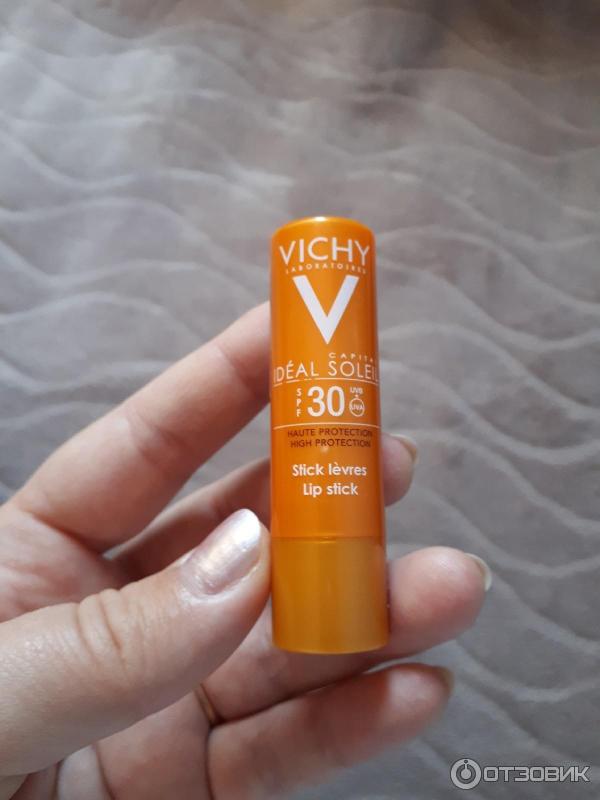 VICHY
LABORATOIRES
V
CAPITAL
IDÉAL SOLEIL
SPF 30 UVB + UVA
HAUTE PROTECTION
HIGH PROTECTION
Stick lèvres
Lip stick
ОТЗОВИК